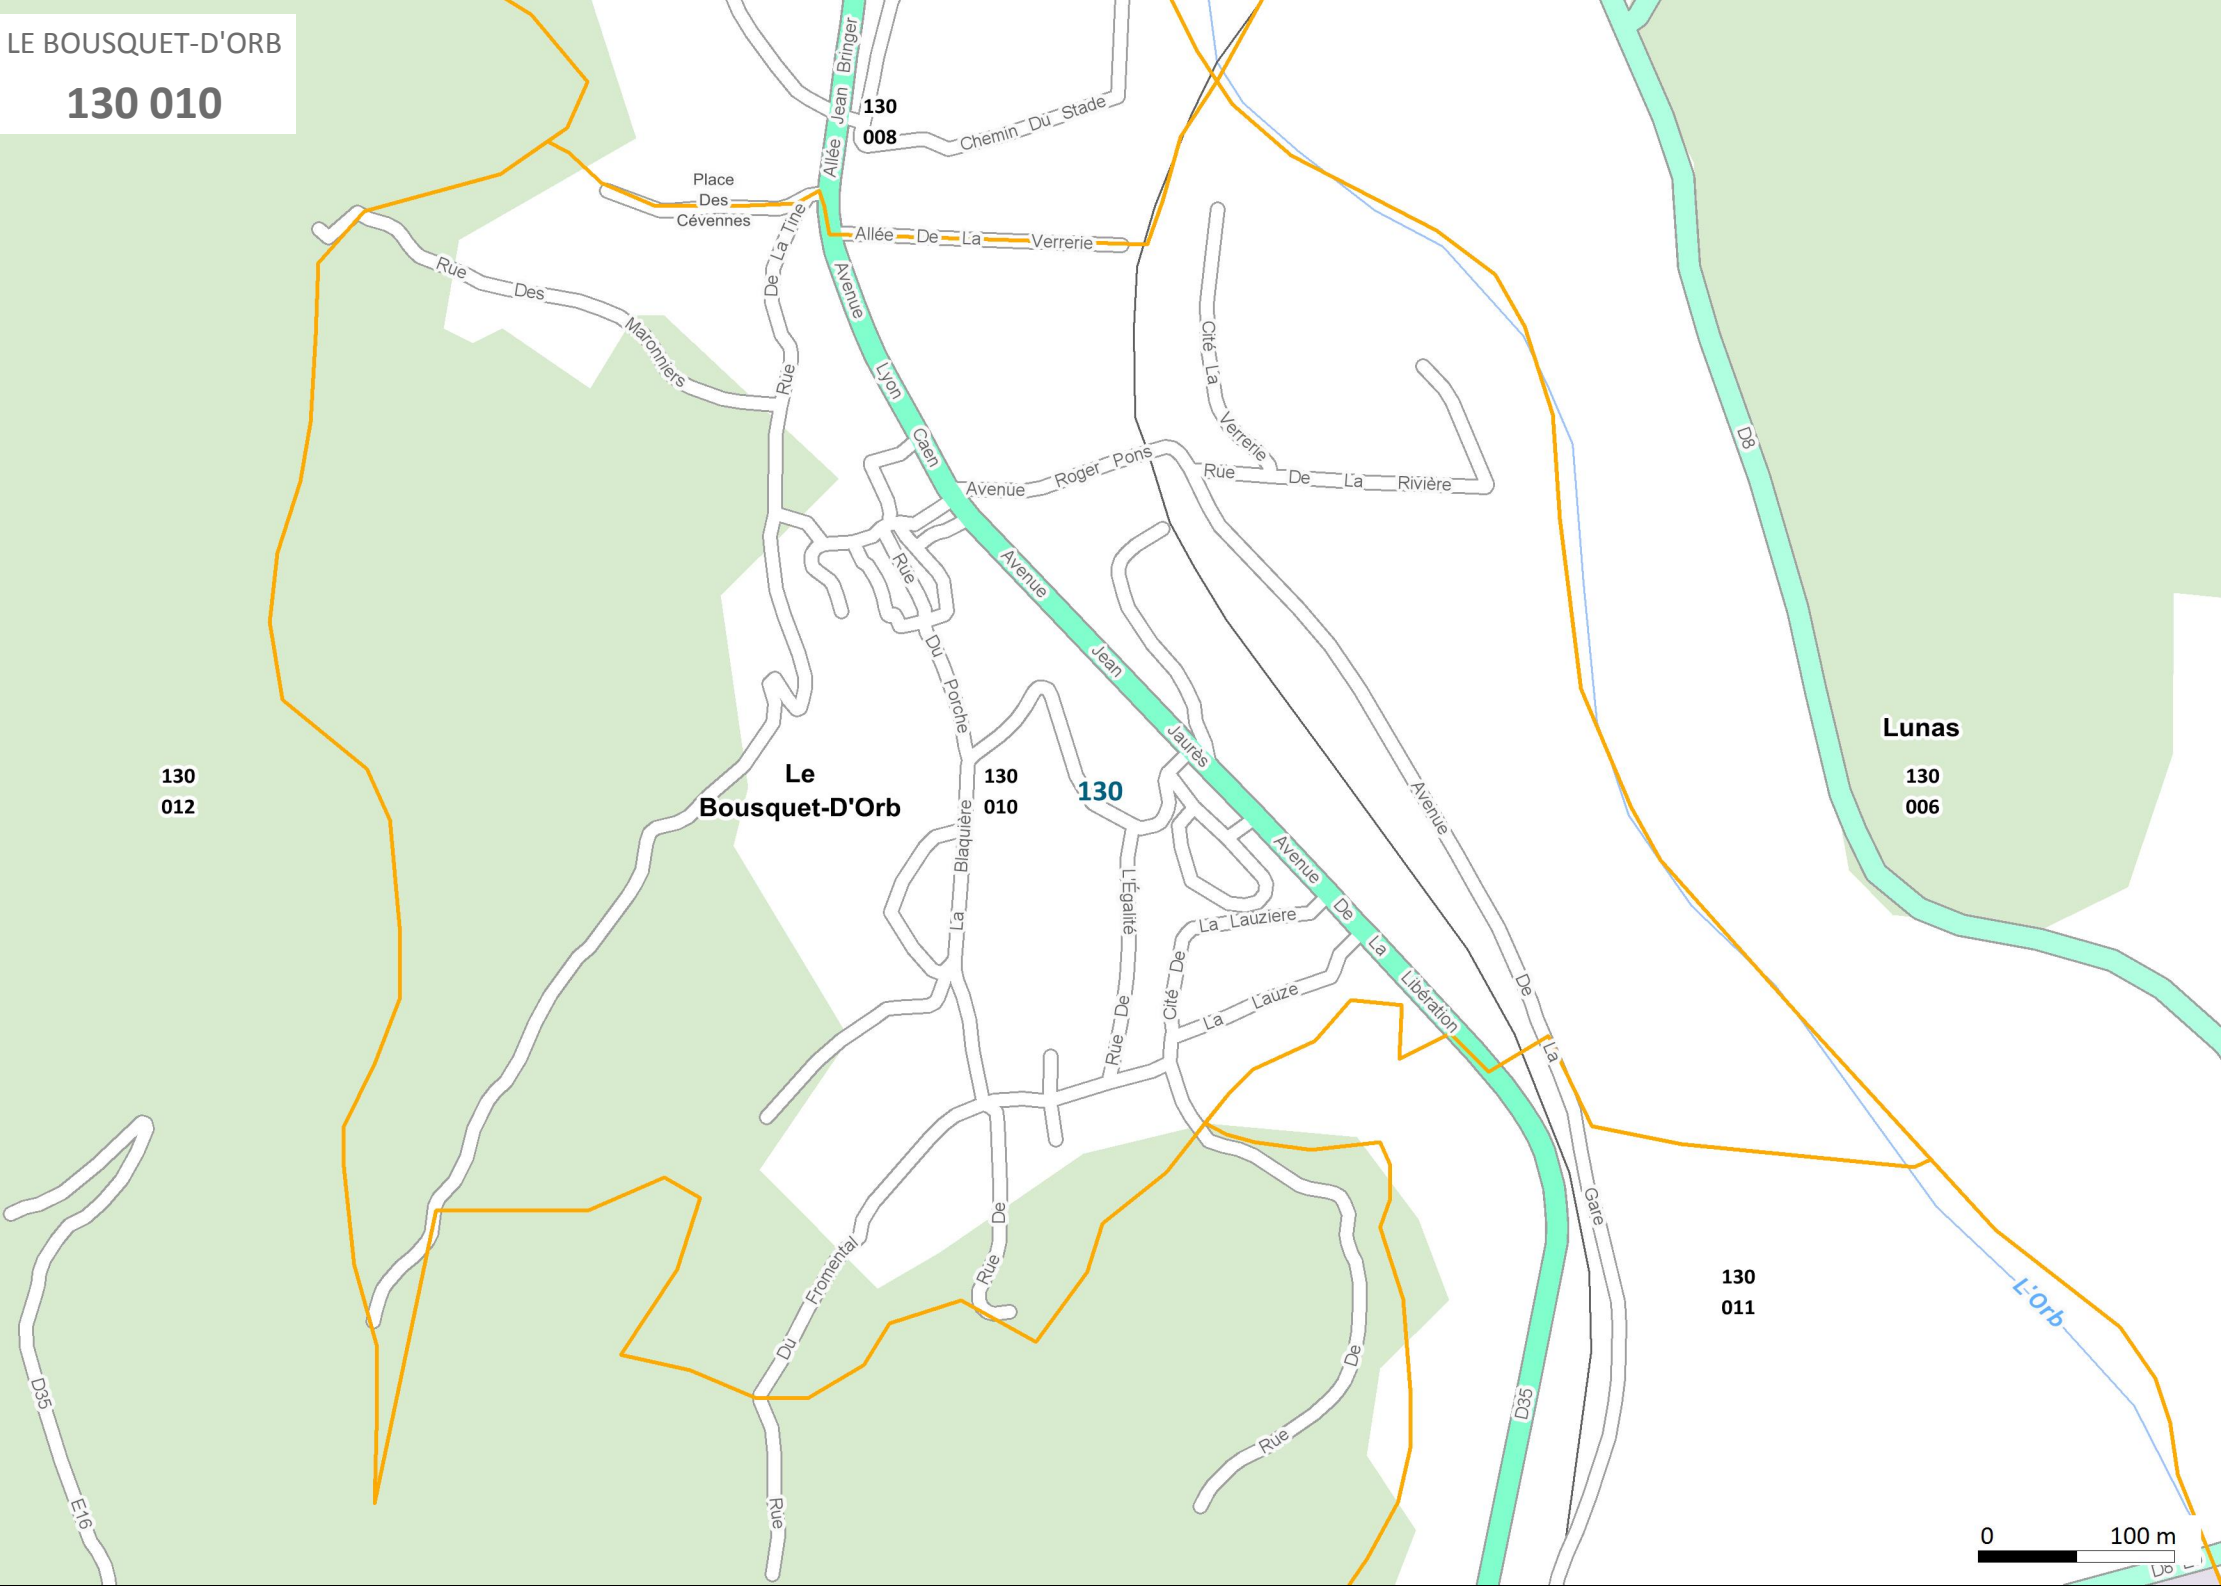 LE BOUSQUET-D'ORB
130 010
Allée Jean Bringer
130
008
Chemin Du Stade
Place
Des
Cévennes
Allée De La Verrerie
Rue De La Tine
Rue Des Maronniers
Avenue Lyon Caen
Cité La Verrerie
Avenue Roger Pons
Rue De La Rivière
D8
Rue Du Porche
Avenue Jean Jaurès
Lunas
130
006
130
012
Le
Bousquet-D'Orb
130
010
130
La Blaquière
Rue De L'Égalité
Avenue De La Libération
Avenue De La Gare
Cité De La Lauziere
La Lauze
Rue De
Rue Du Fromental
Rue De
130
011
L'Orb
D35
D35
E16
0 100 m
D8